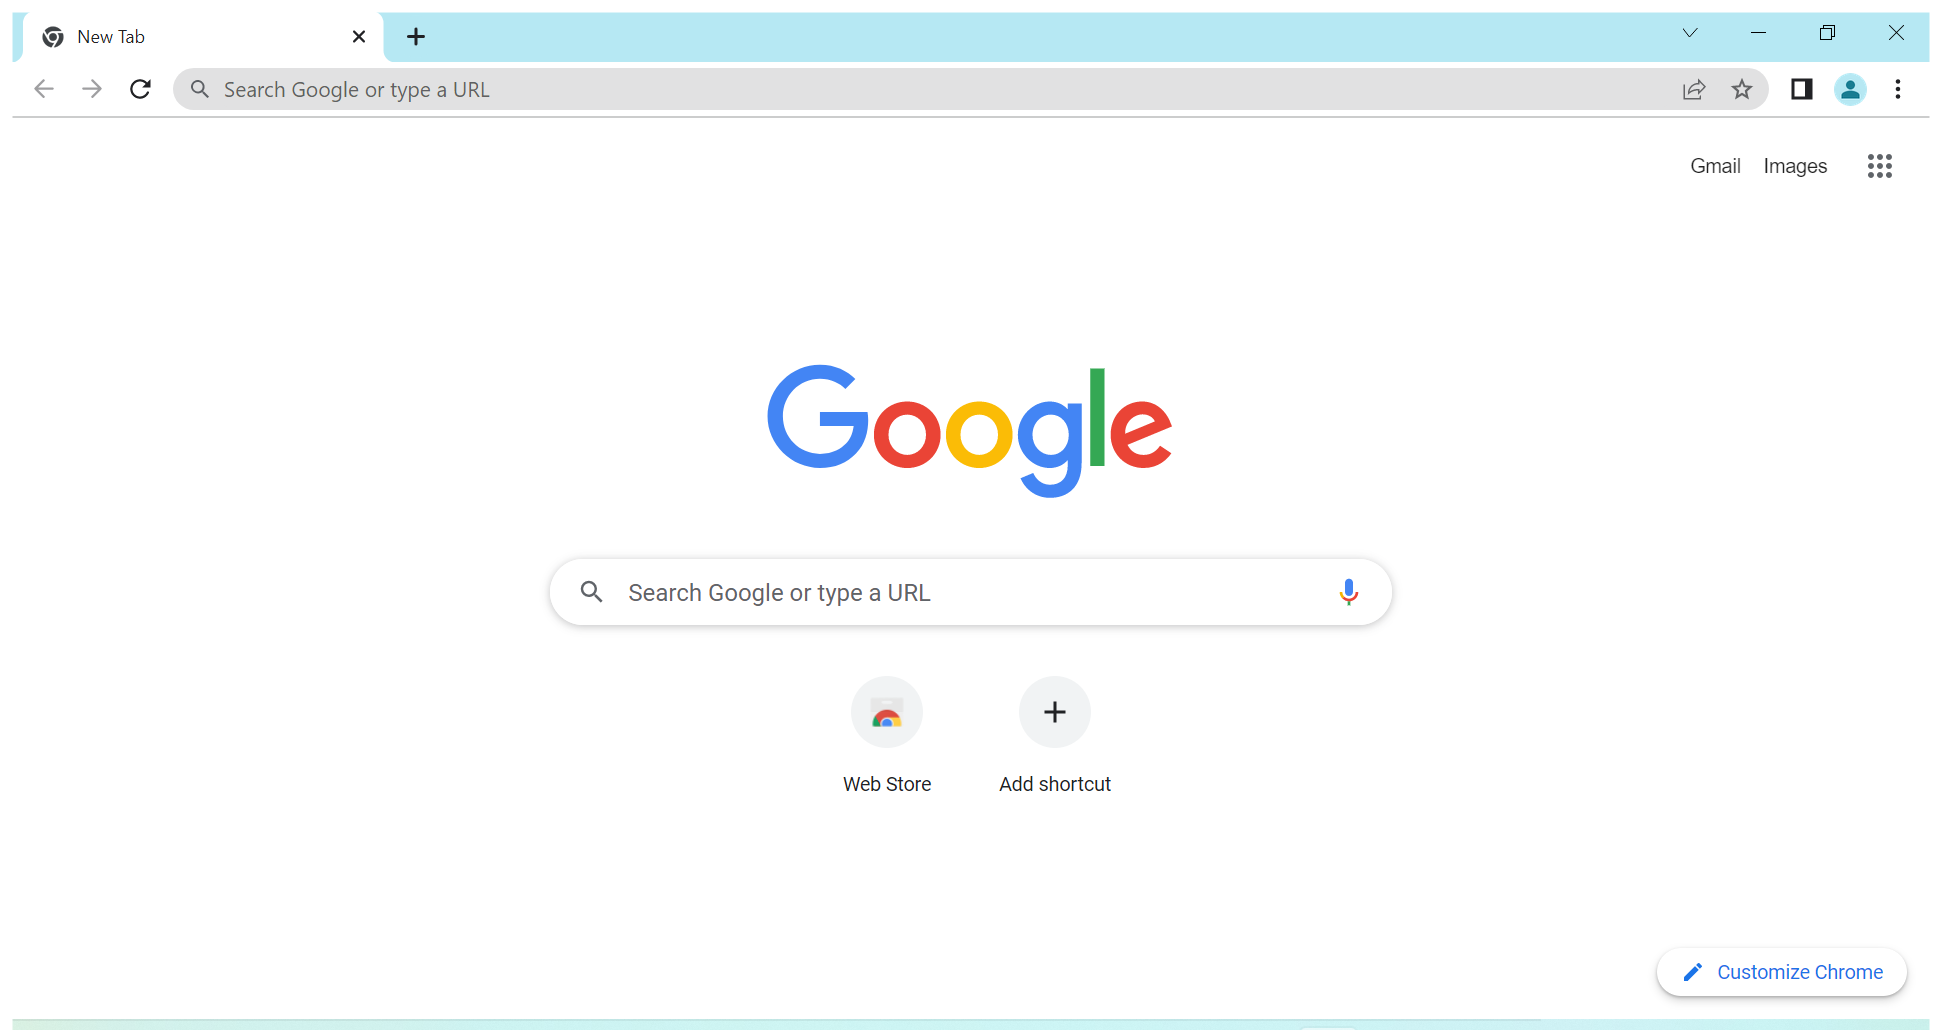 New Tab
Search Google or type a URL
Gmail Images
Google
Search Google or type a URL
Web Store Add shortcut
Customize Chrome